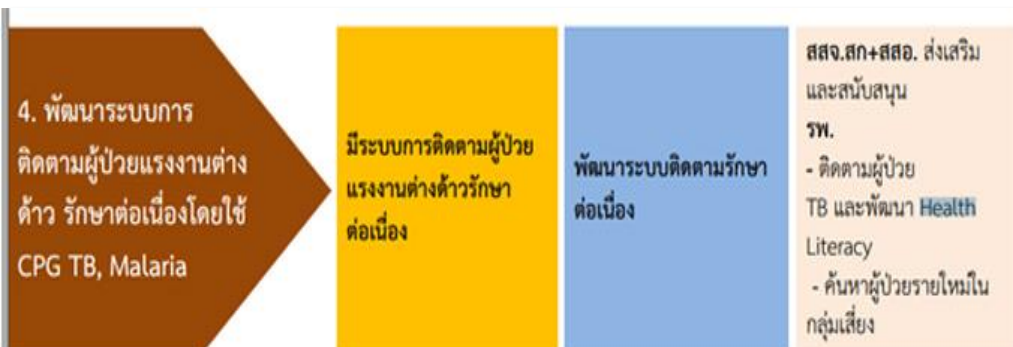 4. พัฒนาระบบการ
ติดตามผู้ป่วยแรงงานต่าง
ด้าว รักษาต่อเนื่องโดยใช้
CPG TB, Malaria
มีระบบการติดตามผู้ป่วย
แรงงานต่างด้าวรักษา
ต่อเนื่อง
พัฒนาระบบติดตามรักษา
ต่อเนื่อง
สสจ.สก+สสอ. ส่งเสริม
และสนับสนุน
รพ.
- ติดตามผู้ป่วย
TB และพัฒนา Health
Literacy
- ค้นหาผู้ป่วยรายใหม่ใน
กลุ่มเสี่ยง